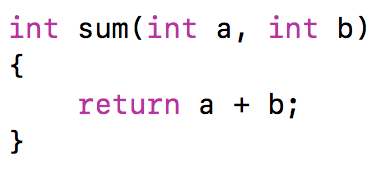 int sum(int a, int b)
{
    return a + b;
}